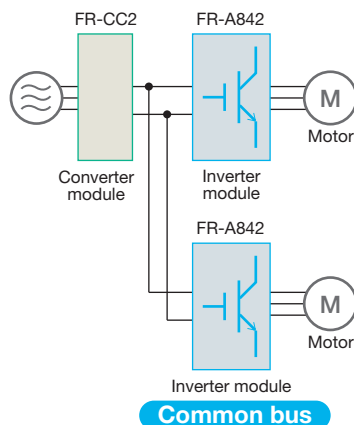 FR-CC2
FR-A842
M
Motor
Converter
module
Inverter
module
FR-A842
M
Motor
Inverter module
Common bus